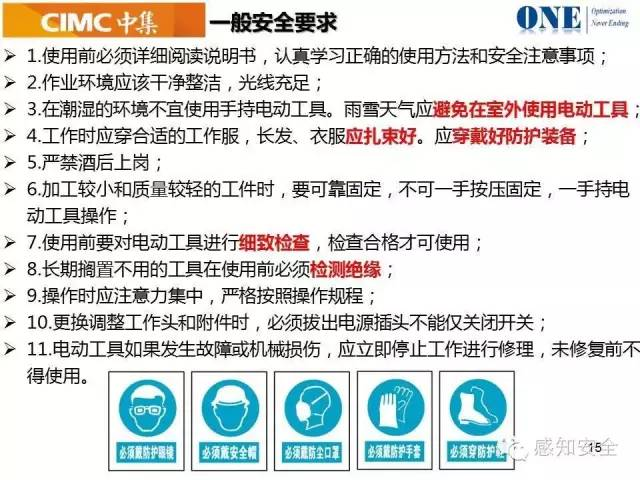 CIMC中集 一般安全要求 ONE Optimization Never Ending
➤ 1.使用前必须详细阅读说明书，认真学习正确的使用方法和安全注意事项；
➤ 2.作业环境应该干净整洁，光线充足；
➤ 3.在潮湿的环境不宜使用手持电动工具。雨雪天气应避免在室外使用电动工具；
➤ 4.工作时应穿合适的工作服，长发、衣服应扎束好。应穿戴好防护装备；
➤ 5.严禁酒后上岗；
➤ 6.加工较小和质量较轻的工件时，要可靠固定，不可一手按压固定，一手持电
动工具操作；
➤ 7.使用前要对电动工具进行细致检查，检查合格才可使用；
➤ 8.长期搁置不用的工具在使用前必须检测绝缘；
➤ 9.操作时应注意力集中，严格按照操作规程；
➤ 10.更换调整工作头和附件时，必须拔出电源插头不能仅关闭开关；
➤ 11.电动工具如果发生故障或机械损伤，应立即停止工作进行修理，未修复前不
得使用。
必须戴防护眼镜 必须戴安全帽 必须戴防尘口罩 必须戴防护手套 必须穿防护
感知安全 15